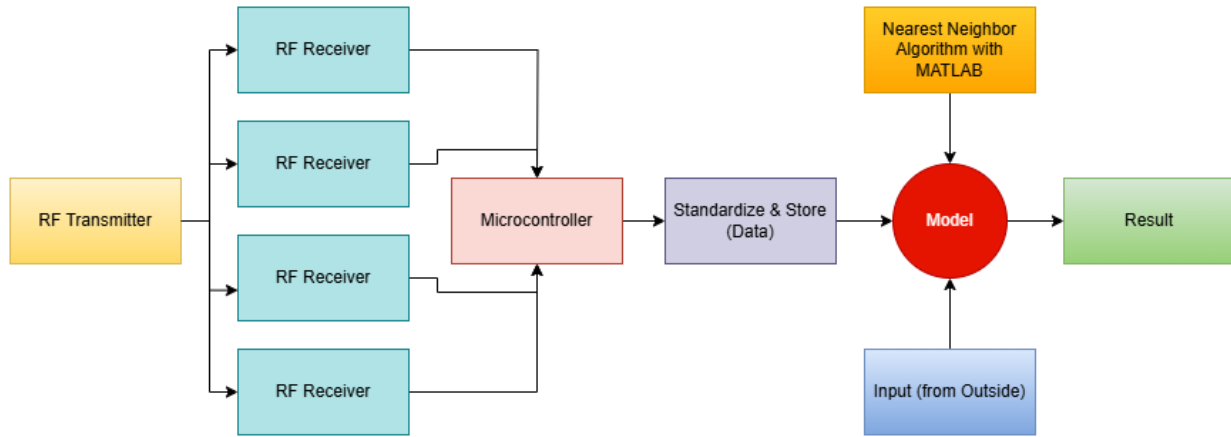 RF Receiver
Nearest Neighbor
Algorithm with
MATLAB
RF Receiver
RF Transmitter
Microcontroller
Standardize & Store
(Data)
Model
Result
RF Receiver
RF Receiver
Input (from Outside)